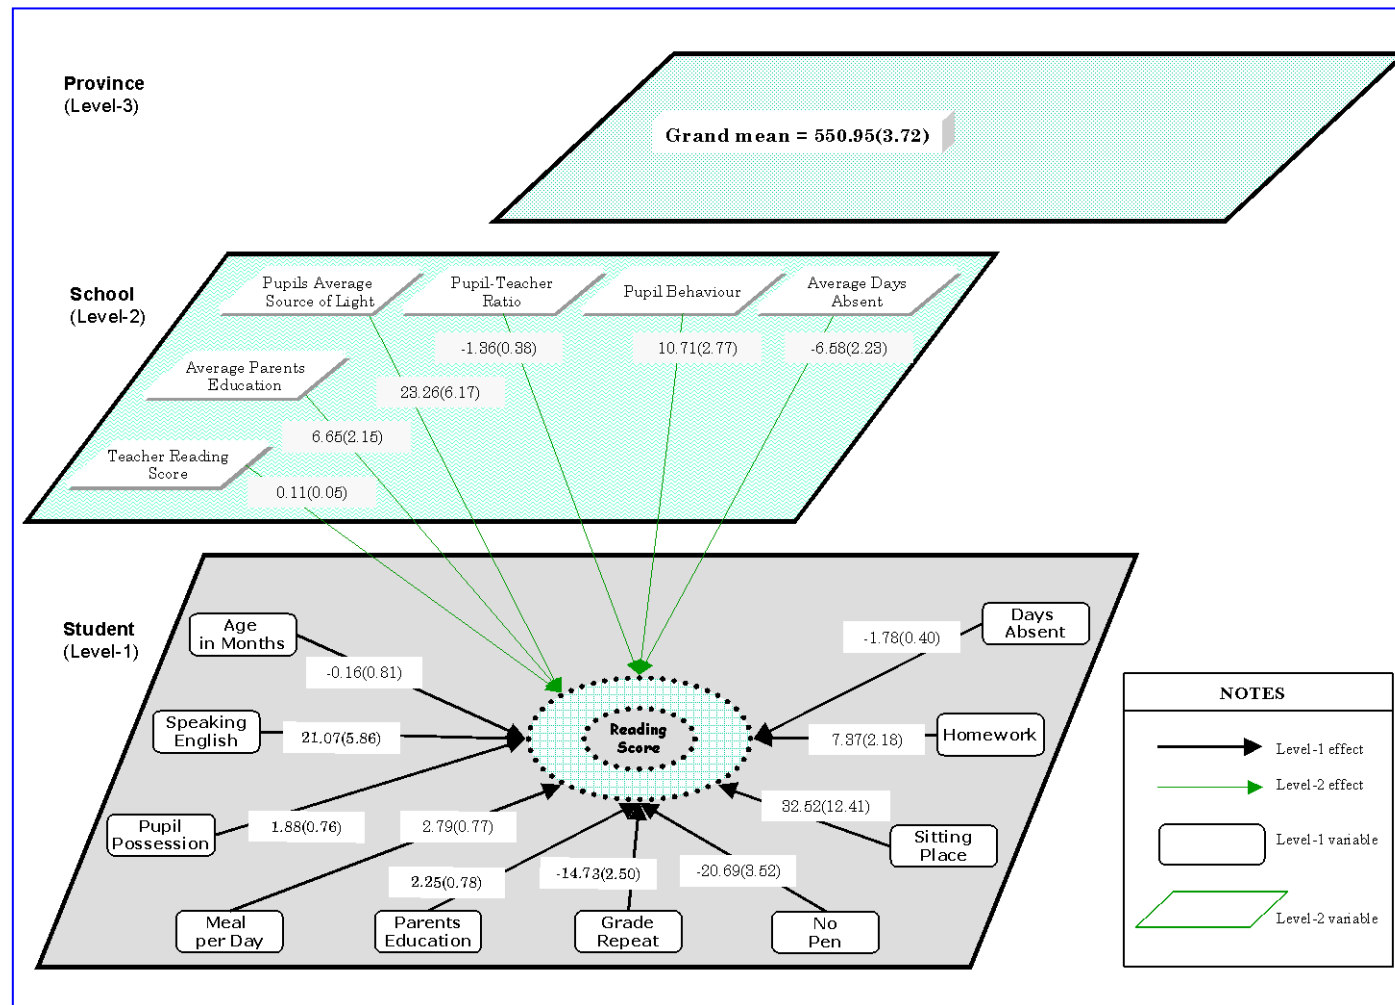 Province
(Level-3)
Grand mean = 550.95(3.72)
School
(Level-2)
Pupils Average
Source of Light
Pupil-Teacher
Ratio
Pupil Behaviour
Average Days
Absent
-1.36(0.38)
10.71(2.77)
-6.58(2.23)
Average Parents
Education
23.26(6.17)
6.65(2.15)
Teacher Reading
Score
0.11(0.05)
Student
(Level-1)
Age
in Months
Days
Absent
-1.78(0.40)
-0.16(0.81)
Speaking
English
21.07(5.86)
Reading
Score
7.37(2.18)
Homework
Pupil
Possession
1.88(0.76)
2.79(0.77)
32.52(12.41)
Sitting
Place
2.25(0.78)
-14.73(2.50)
-20.69(3.52)
Meal
per Day
Parents
Education
Grade
Repeat
No
Pen
NOTES
Level-1 effect
Level-2 effect
Level-1 variable
Level-2 variable